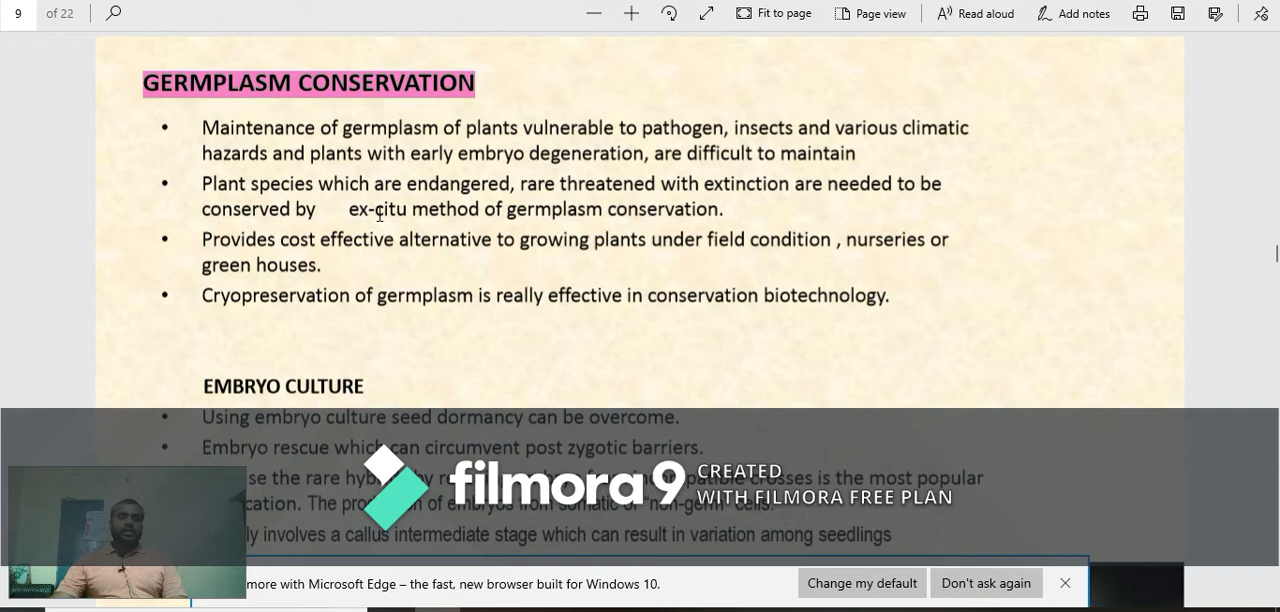 9 of 22 Fit to page Page view Read aloud Add notes
GERMPLASM CONSERVATION
• Maintenance of germplasm of plants vulnerable to pathogen, insects and various climatic
hazards and plants with early embryo degeneration, are difficult to maintain
• Plant species which are endangered, rare threatened with extinction are needed to be
conserved by ex-citu method of germplasm conservation.
• Provides cost effective alternative to growing plants under field condition , nurseries or
green houses.
• Cryopreservation of germplasm is really effective in conservation biotechnology.
EMBRYO CULTURE
• Using embryo culture seed dormancy can be overcome.
• Embryo rescue which can circumvent post zygotic barriers.
the rare crosses is the most popular
of embryos from somatic or "non-germ" cells.
involves a callus intermediate stage which can result in variation among seedlings
filmora9 CREATED
WITH FILMORA FREE PLAN
more with Microsoft Edge – the fast, new browser built for Windows 10. Change my default Don't ask again